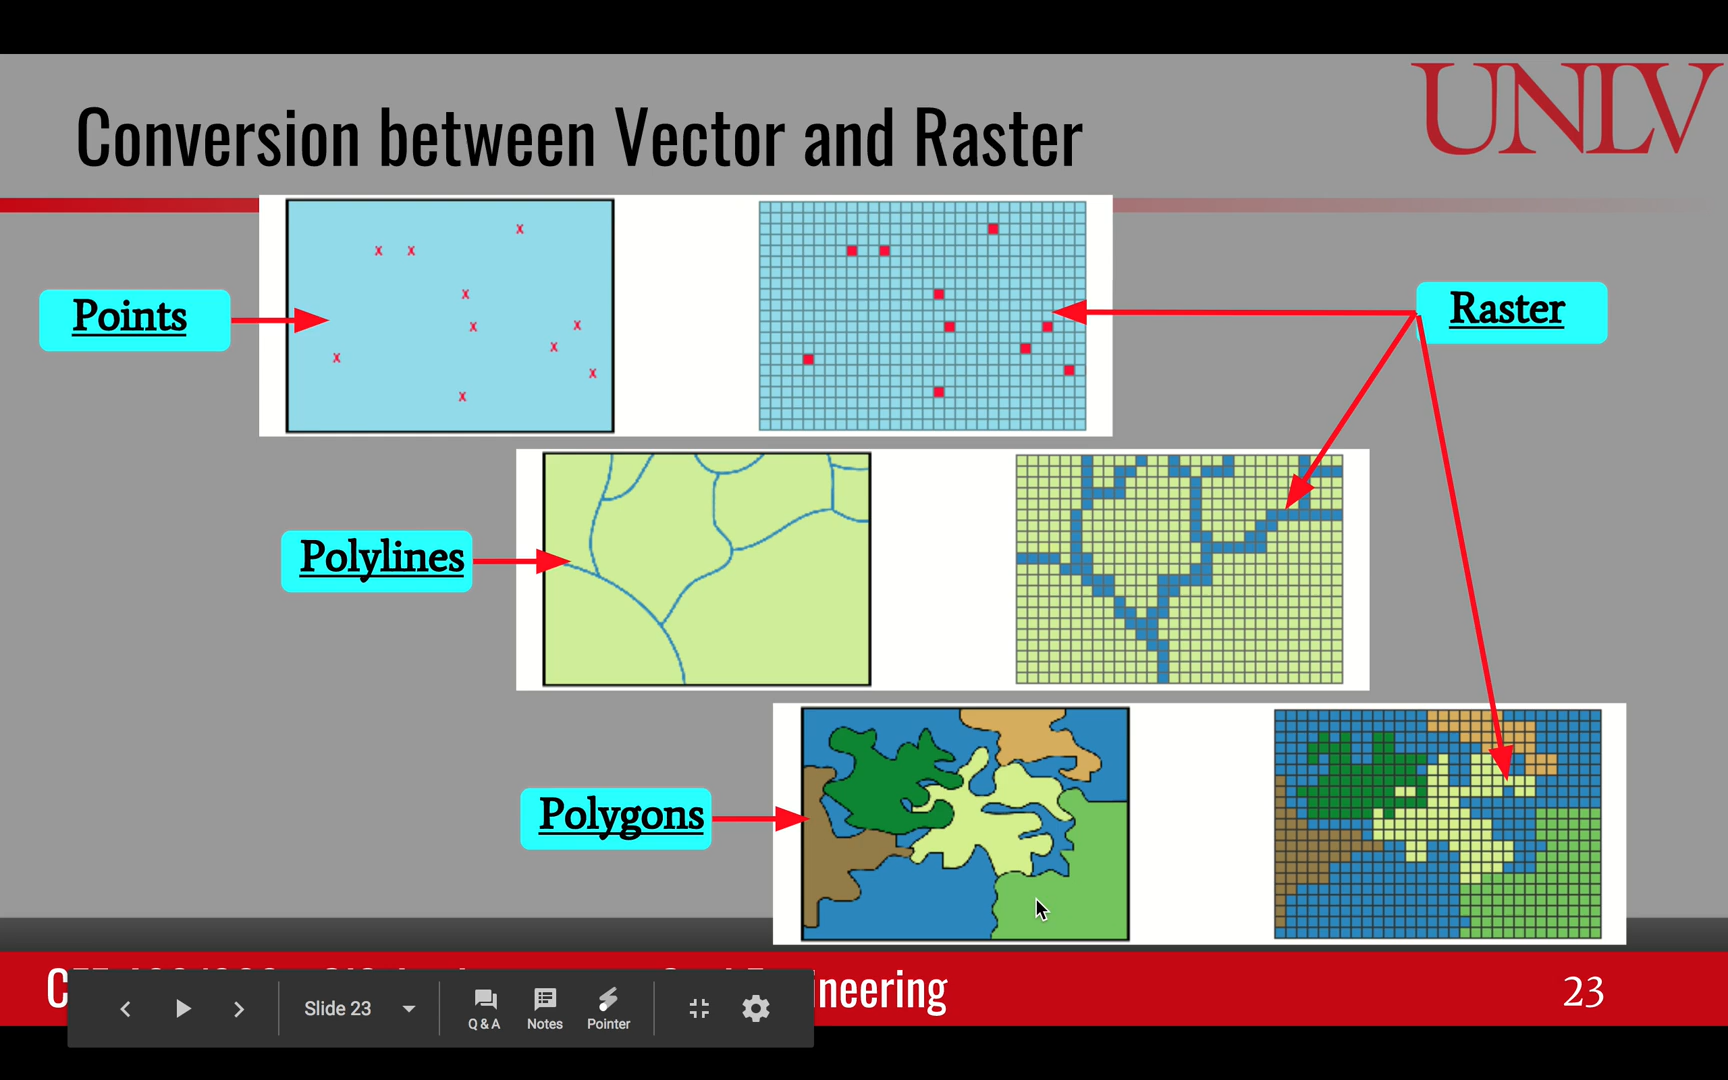 UNLV
Conversion between Vector and Raster
Points
Raster
Polylines
Polygons
neering
23
Slide 23
Q & A
Notes
Pointer